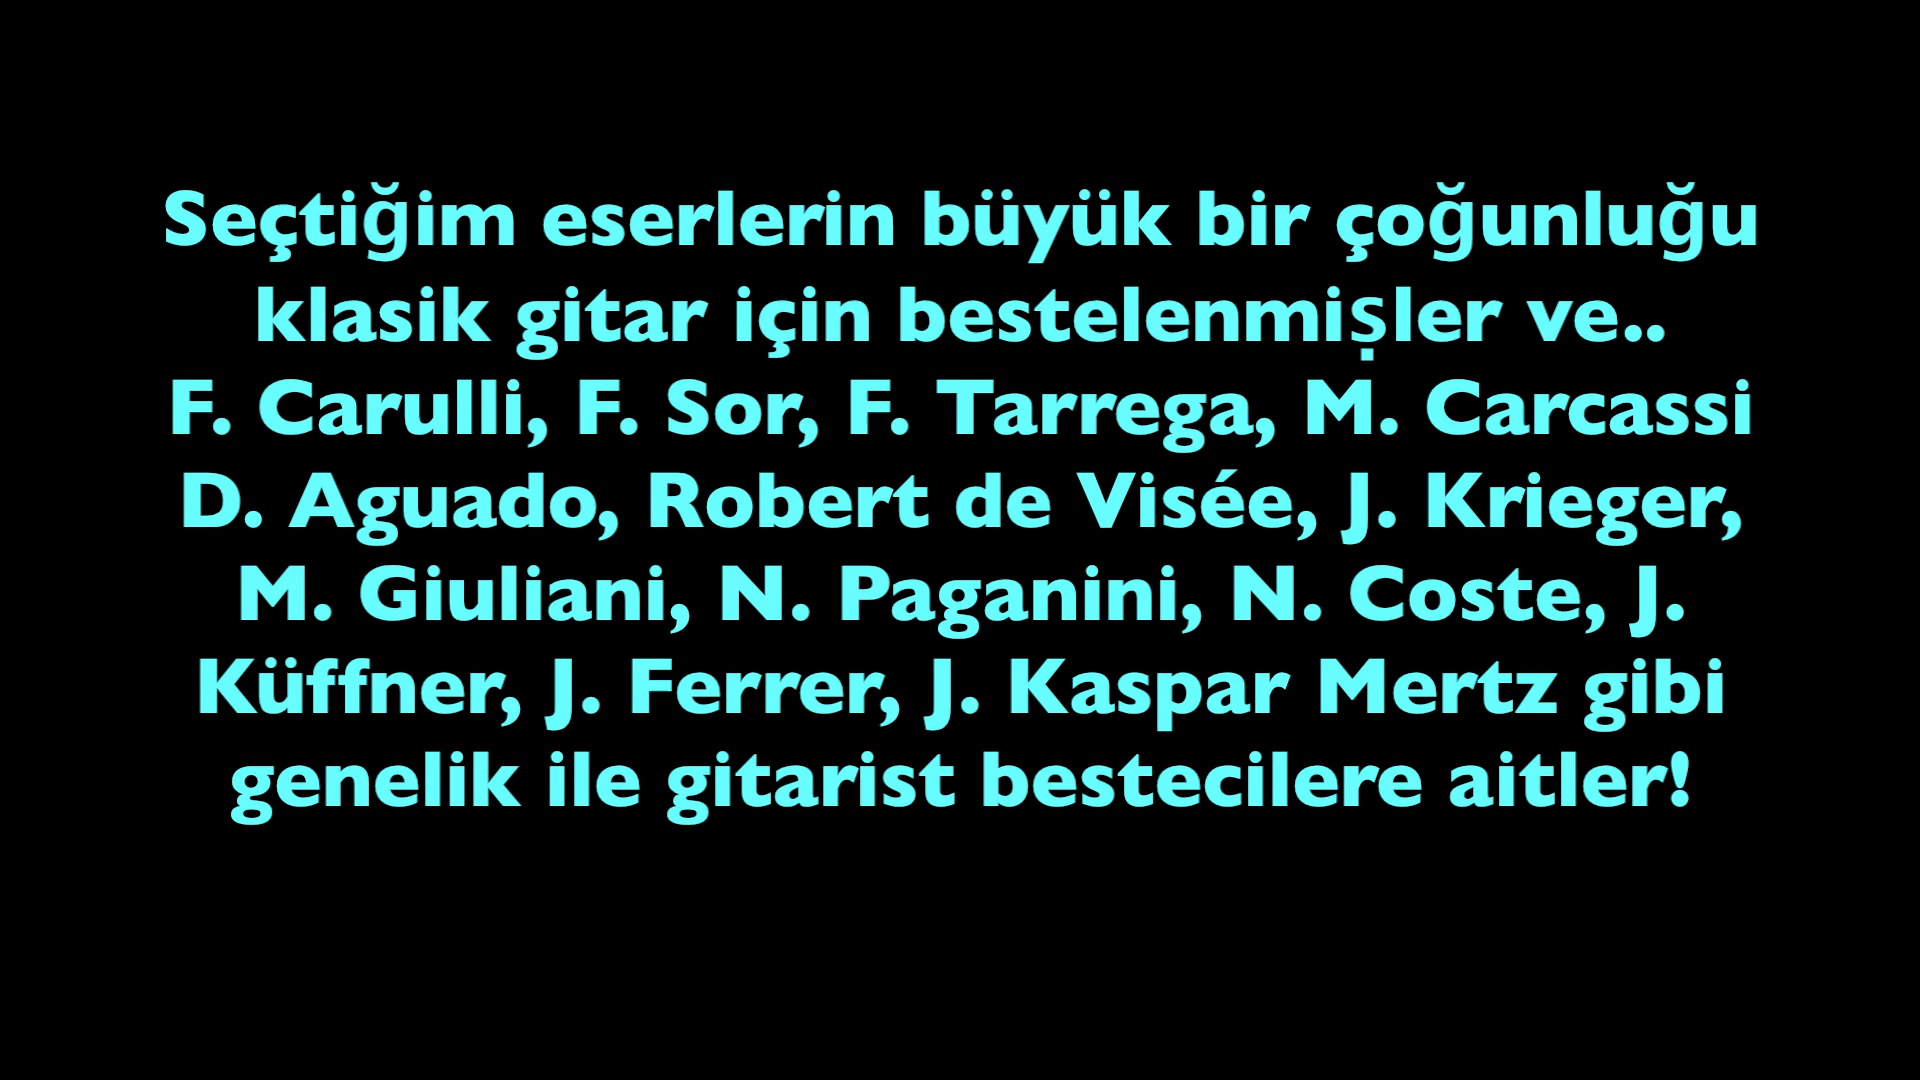 Seçtiğim eserlerin büyük bir çoğunluğu
klasik gitar için bestelenmişler ve..
F. Carulli, F. Sor, F. Tarrega, M. Carcassi
D. Aguado, Robert de Visée, J. Krieger,
M. Giuliani, N. Paganini, N. Coste, J.
Küffner, J. Ferrer, J. Kaspar Mertz gibi
genelik ile gitarist bestecilere aitler!